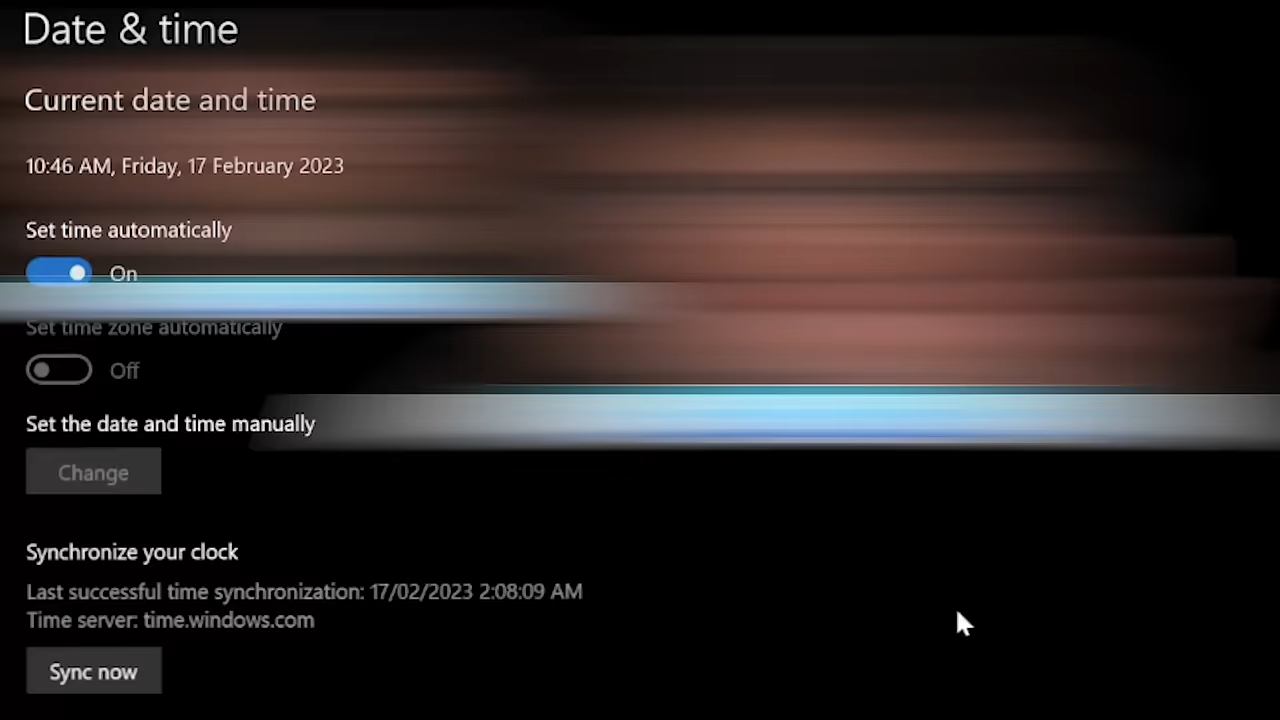 Date & time
Current date and time
10:46 AM, Friday, 17 February 2023
Set time automatically
On
Set time zone automatically
Off
Set the date and time manually
Change
Synchronize your clock
Last successful time synchronization: 17/02/2023 2:08:09 AM
Time server: time.windows.com
Sync now